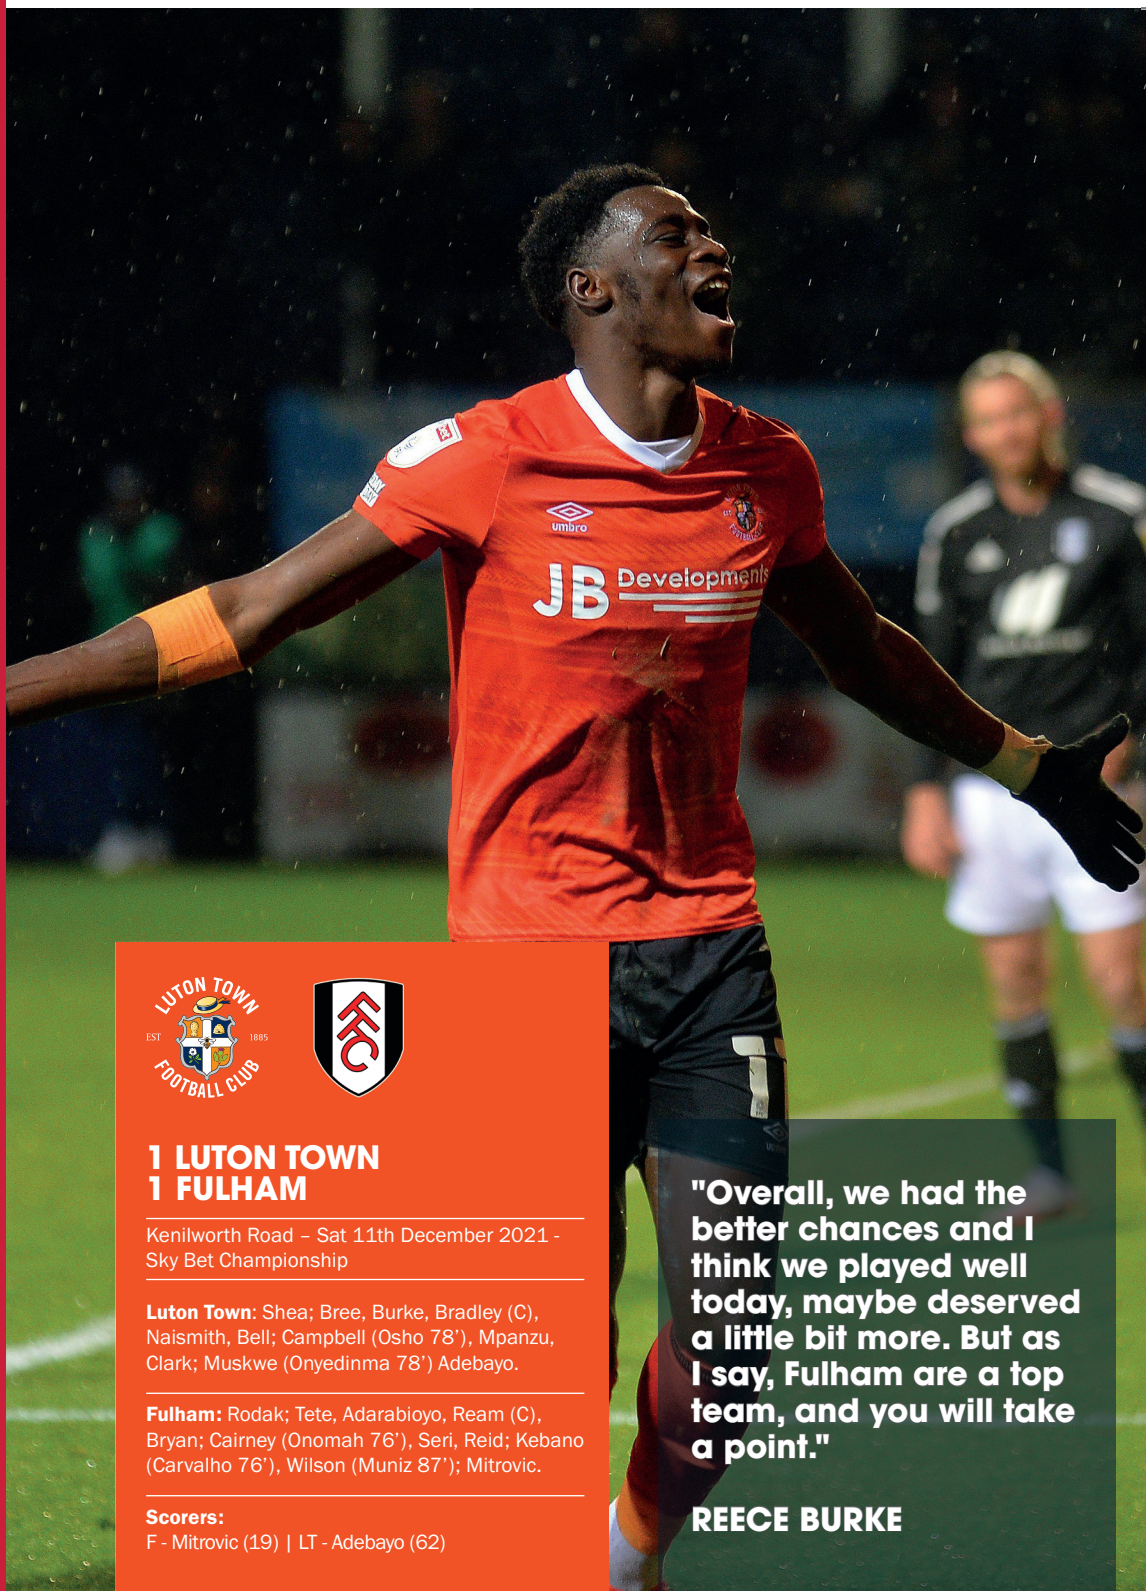 umbro
JB Developments
LUTON TOWN
EST 1885
FOOTBALL CLUB
FFC
1 LUTON TOWN
1 FULHAM
Kenilworth Road – Sat 11th December 2021 -
Sky Bet Championship
Luton Town: Shea; Bree, Burke, Bradley (C),
Naismith, Bell; Campbell (Osho 78’), Mpanzu,
Clark; Muskwe (Onyedinma 78’) Adebayo.
Fulham: Rodak; Tete, Adarabioyo, Ream (C),
Bryan; Cairney (Onomah 76’), Seri, Reid; Kebano
(Carvalho 76’), Wilson (Muniz 87’); Mitrovic.
Scorers:
F - Mitrovic (19) | LT - Adebayo (62)
"Overall, we had the
better chances and I
think we played well
today, maybe deserved
a little bit more. But as
I say, Fulham are a top
team, and you will take
a point."
REECE BURKE